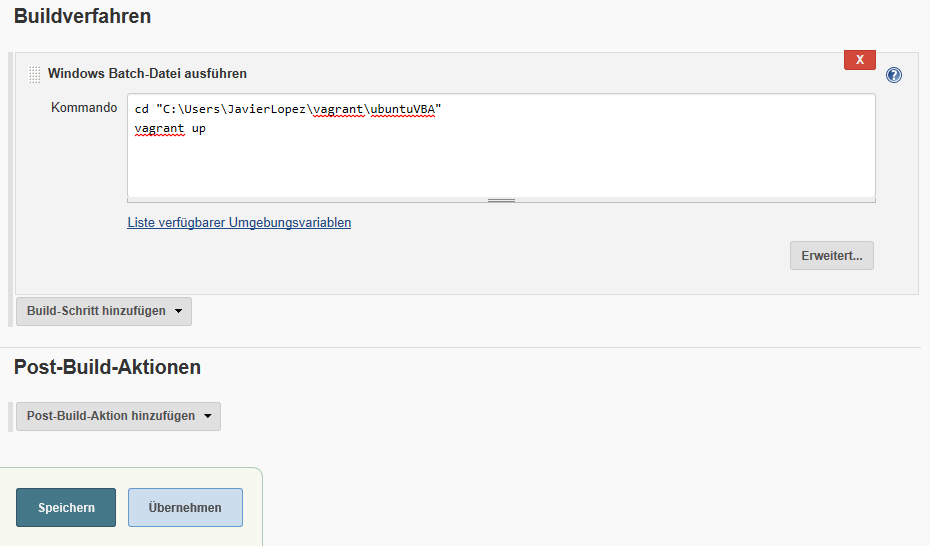 Buildverfahren
X
Windows Batch-Datei ausführen
?
Kommando
cd "C:\Users\JavierLopez\vagrant\ubuntuVBA"
vagrant up
Liste verfügbarer Umgebungsvariablen
Erweitert...
Build-Schritt hinzufügen
Post-Build-Aktionen
Post-Build-Aktion hinzufügen
Speichern
Übernehmen